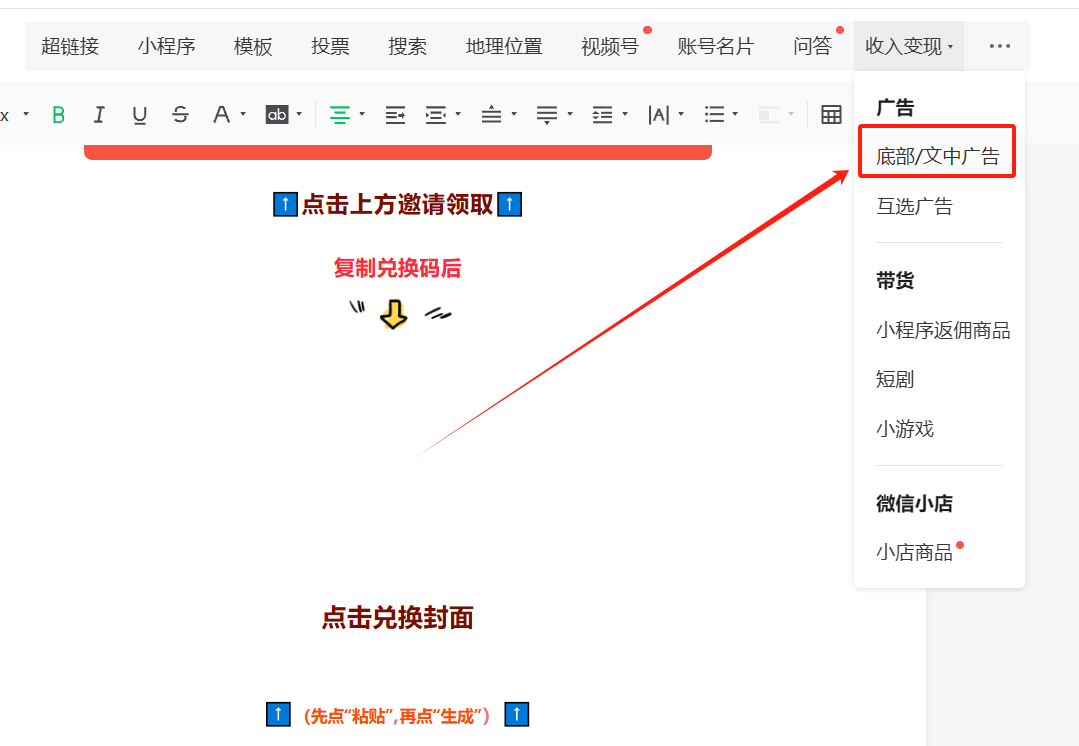 超链接 小程序 模板 投票 搜索 地理位置 视频号 账号名片 问答 收入变现 ···
x B I U S A ab |A|
广告
底部/文中广告
互选广告
带货
小程序返佣商品
短剧
小游戏
微信小店
小店商品
↑点击上方邀请领取↑
复制兑换码后
点击兑换封面
↑ (先点“粘贴”,再点“生成”) ↑